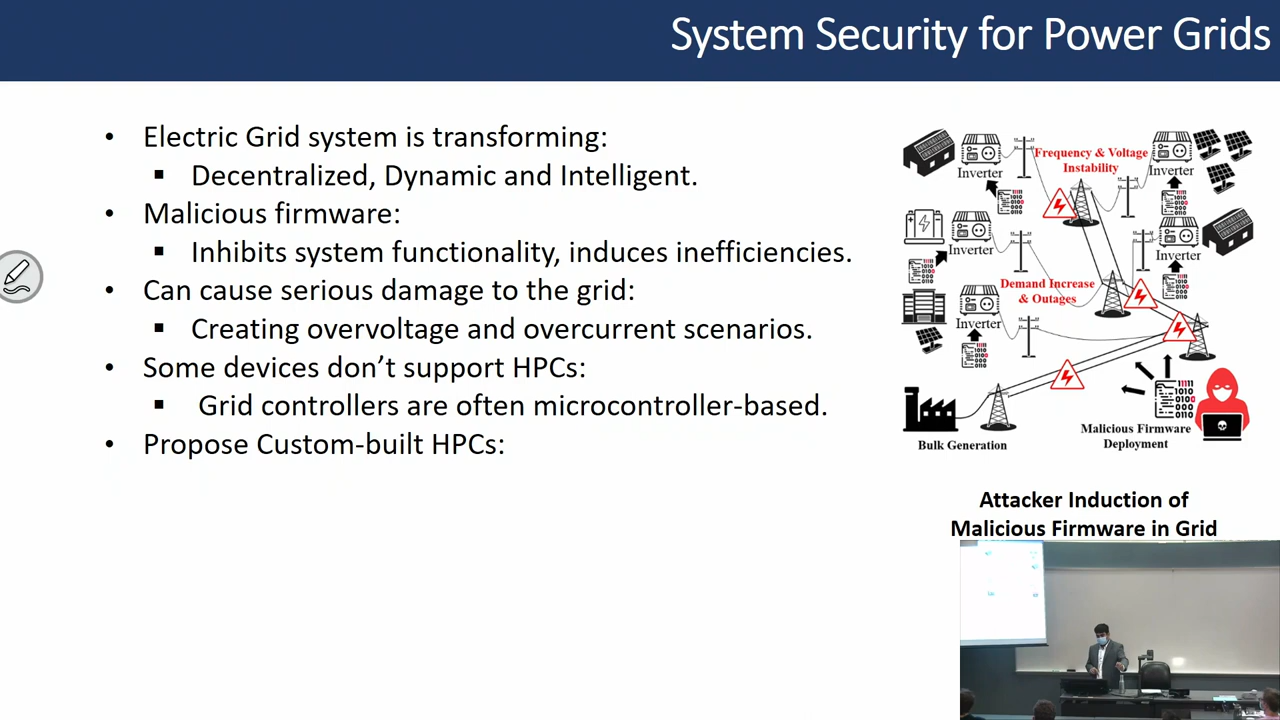 System Security for Power Grids
• Electric Grid system is transforming:
▪ Decentralized, Dynamic and Intelligent.
• Malicious firmware:
▪ Inhibits system functionality, induces inefficiencies.
• Can cause serious damage to the grid:
▪ Creating overvoltage and overcurrent scenarios.
• Some devices don't support HPCs:
▪ Grid controllers are often microcontroller-based.
• Propose Custom-built HPCs:
Frequency & Voltage
Instability
Inverter
Inverter
Inverter
Inverter
Demand Increase
& Outages
Inverter
Bulk Generation
Malicious Firmware
Deployment
Attacker Induction of
Malicious Firmware in Grid